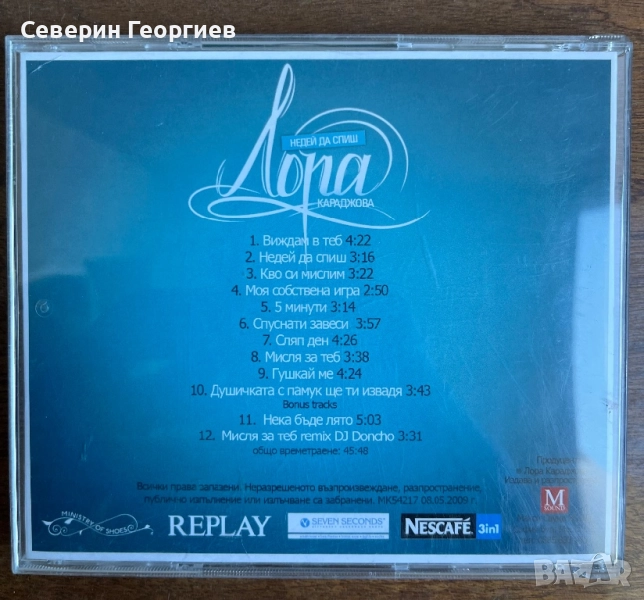 Северин Георгиев
НЕДЕЙ ДА СПИШ
Лора
КАРАДЖОВА
1. Виждам в теб 4:22
2. Недей да спиш 3:16
3. Кво си мислим 3:22
4. Моя собствена игра 2:50
5. 5 минути 3:14
6. Спуснати завеси 3:57
7. Сляп ден 4:26
8. Мисля за теб 3:38
9. Гушкай ме 4:24
10. Душичката с памук ще ти извадя 3:43
Bonus tracks
11. Нека бъде лято 5:03
12. Мисля за теб remix DJ Doncho 3:31
общо времетраене: 45:48
Всички права запазени. Неразрешеното възпроизвеждане, разпространение,
публично изпълнение или излъчване са забранени. MKS4217 08.05.2009 г.
Лора
Издава и
M
SOUND
MINISTRY OF SHOES
REPLAY
SEVEN SECONDS
NESCAFÉ
3in1
bazar